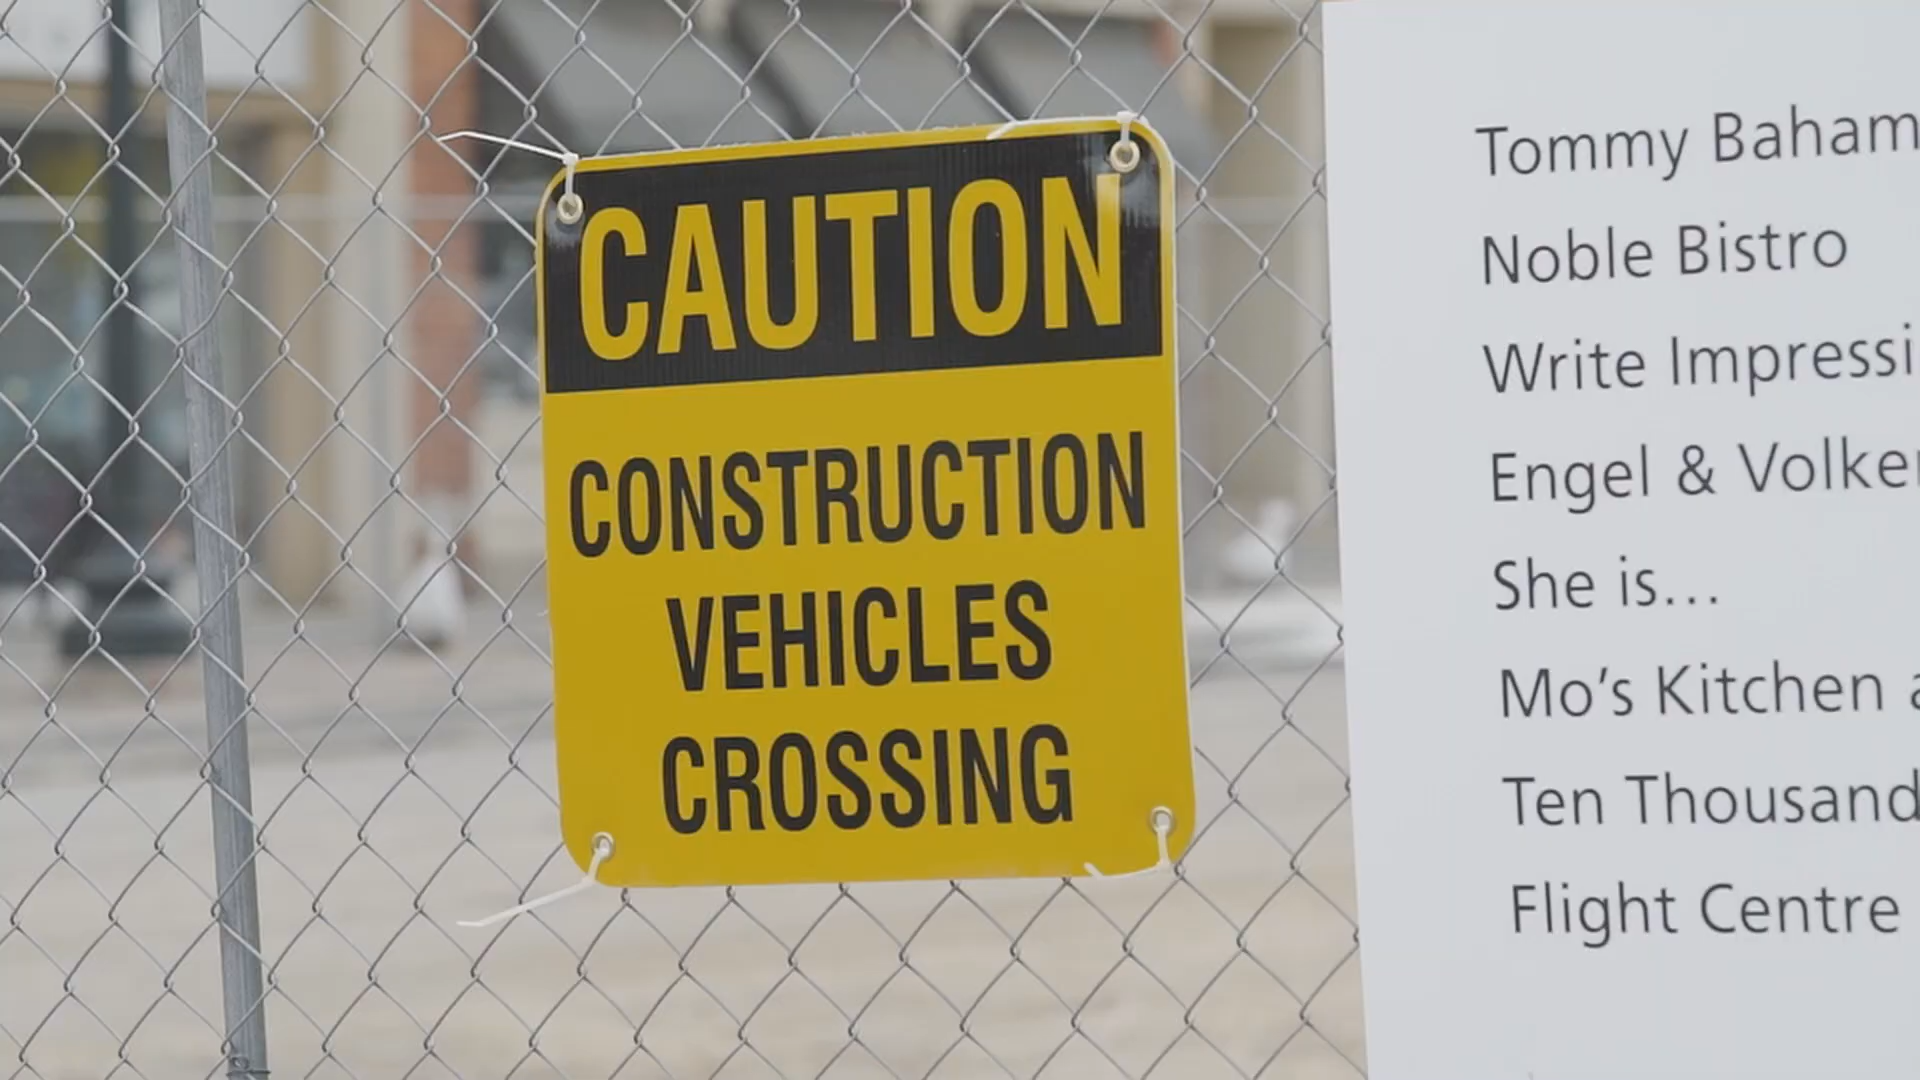 CAUTION
CONSTRUCTION
VEHICLES
CROSSING
Tommy Baham
Noble Bistro
Write Impressi
Engel & Volker
She is...
Mo's Kitchen a
Ten Thousand
Flight Centre